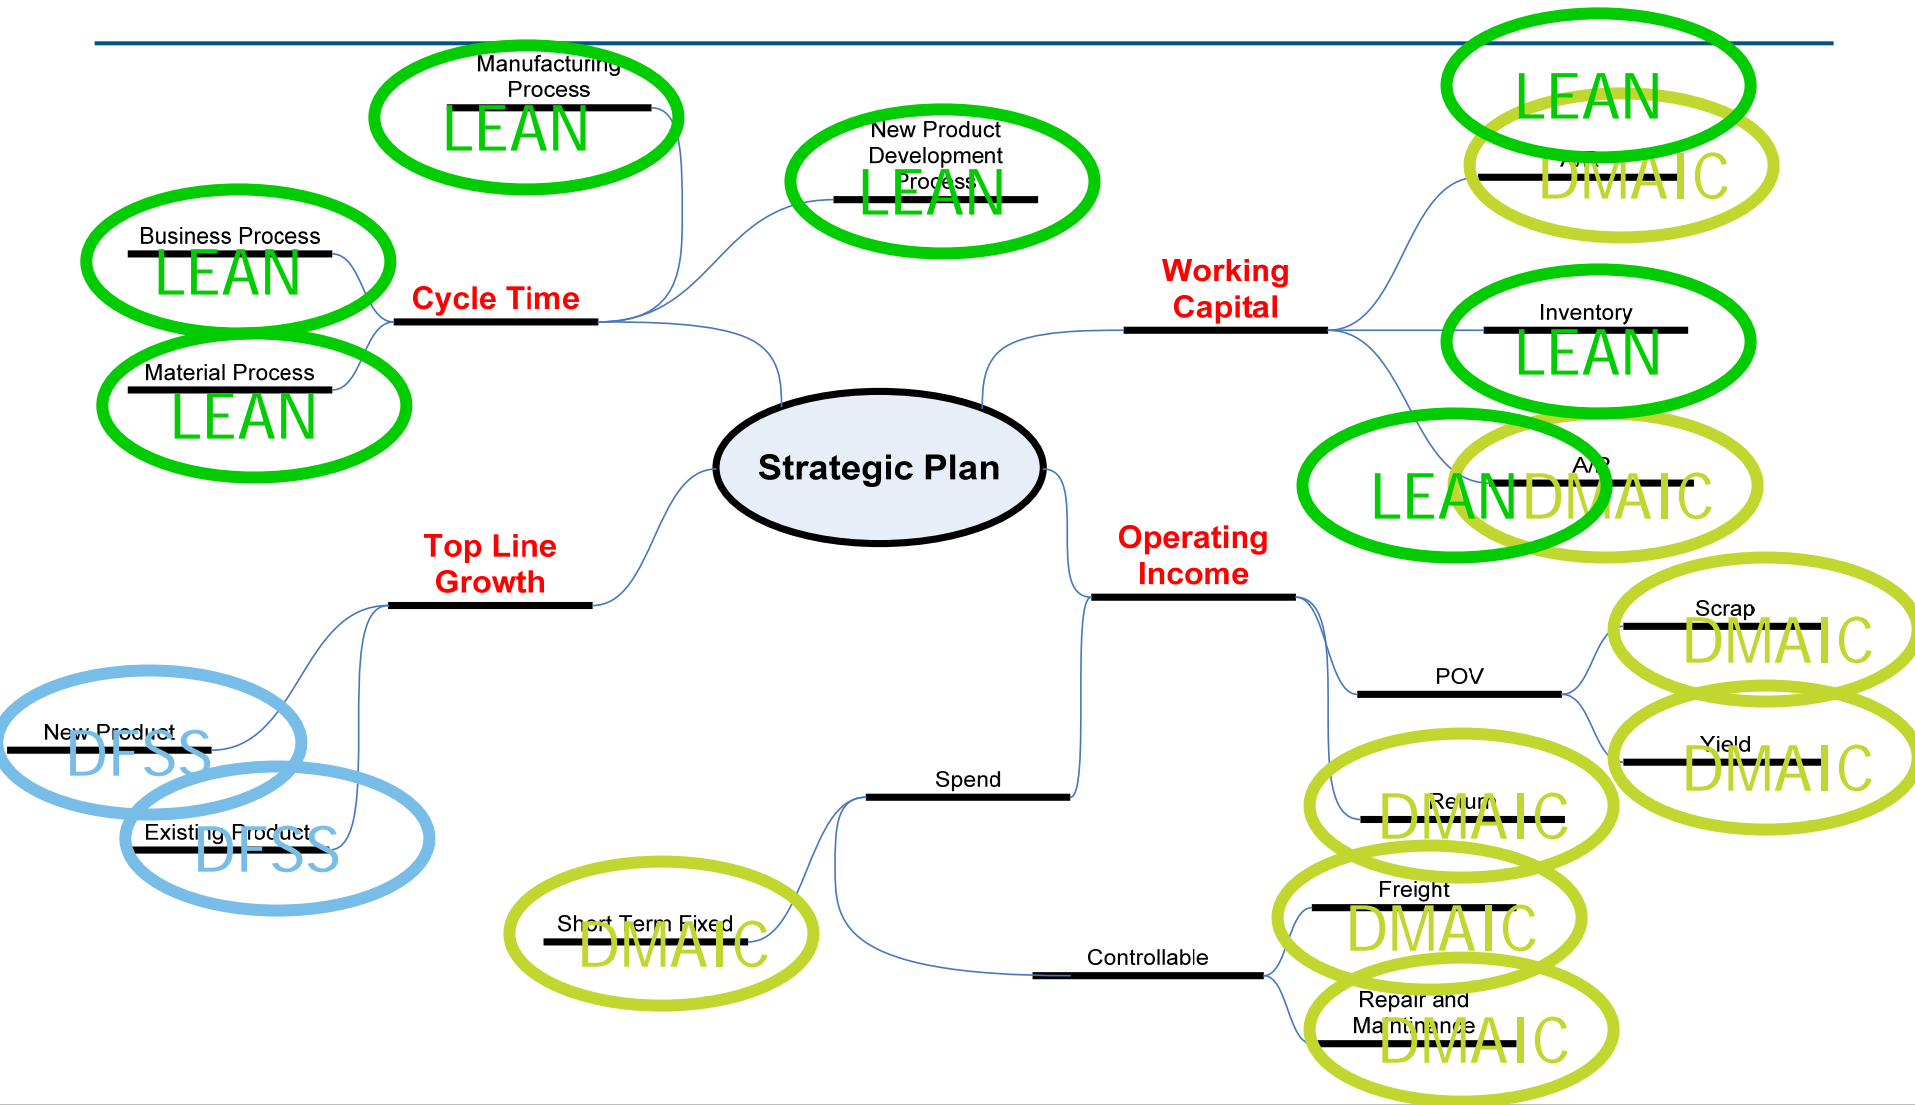 Manufacturing
Process
LEAN
New Product
Development
Process
LEAN
Business Process
LEAN
Cycle Time
Material Process
LEAN
LEAN
A/R
DMAIC
Working
Capital
Inventory
LEAN
A/P
LEAN
DMAIC
Strategic Plan
Top Line
Growth
New Product
DFSS
Existing Product
DFSS
Operating
Income
Scrap
DMAIC
POV
Yield
DMAIC
Return
DMAIC
Spend
Short Term Fixed
DMAIC
Freight
DMAIC
Controllable
Repair and
Maintinance
DMAIC